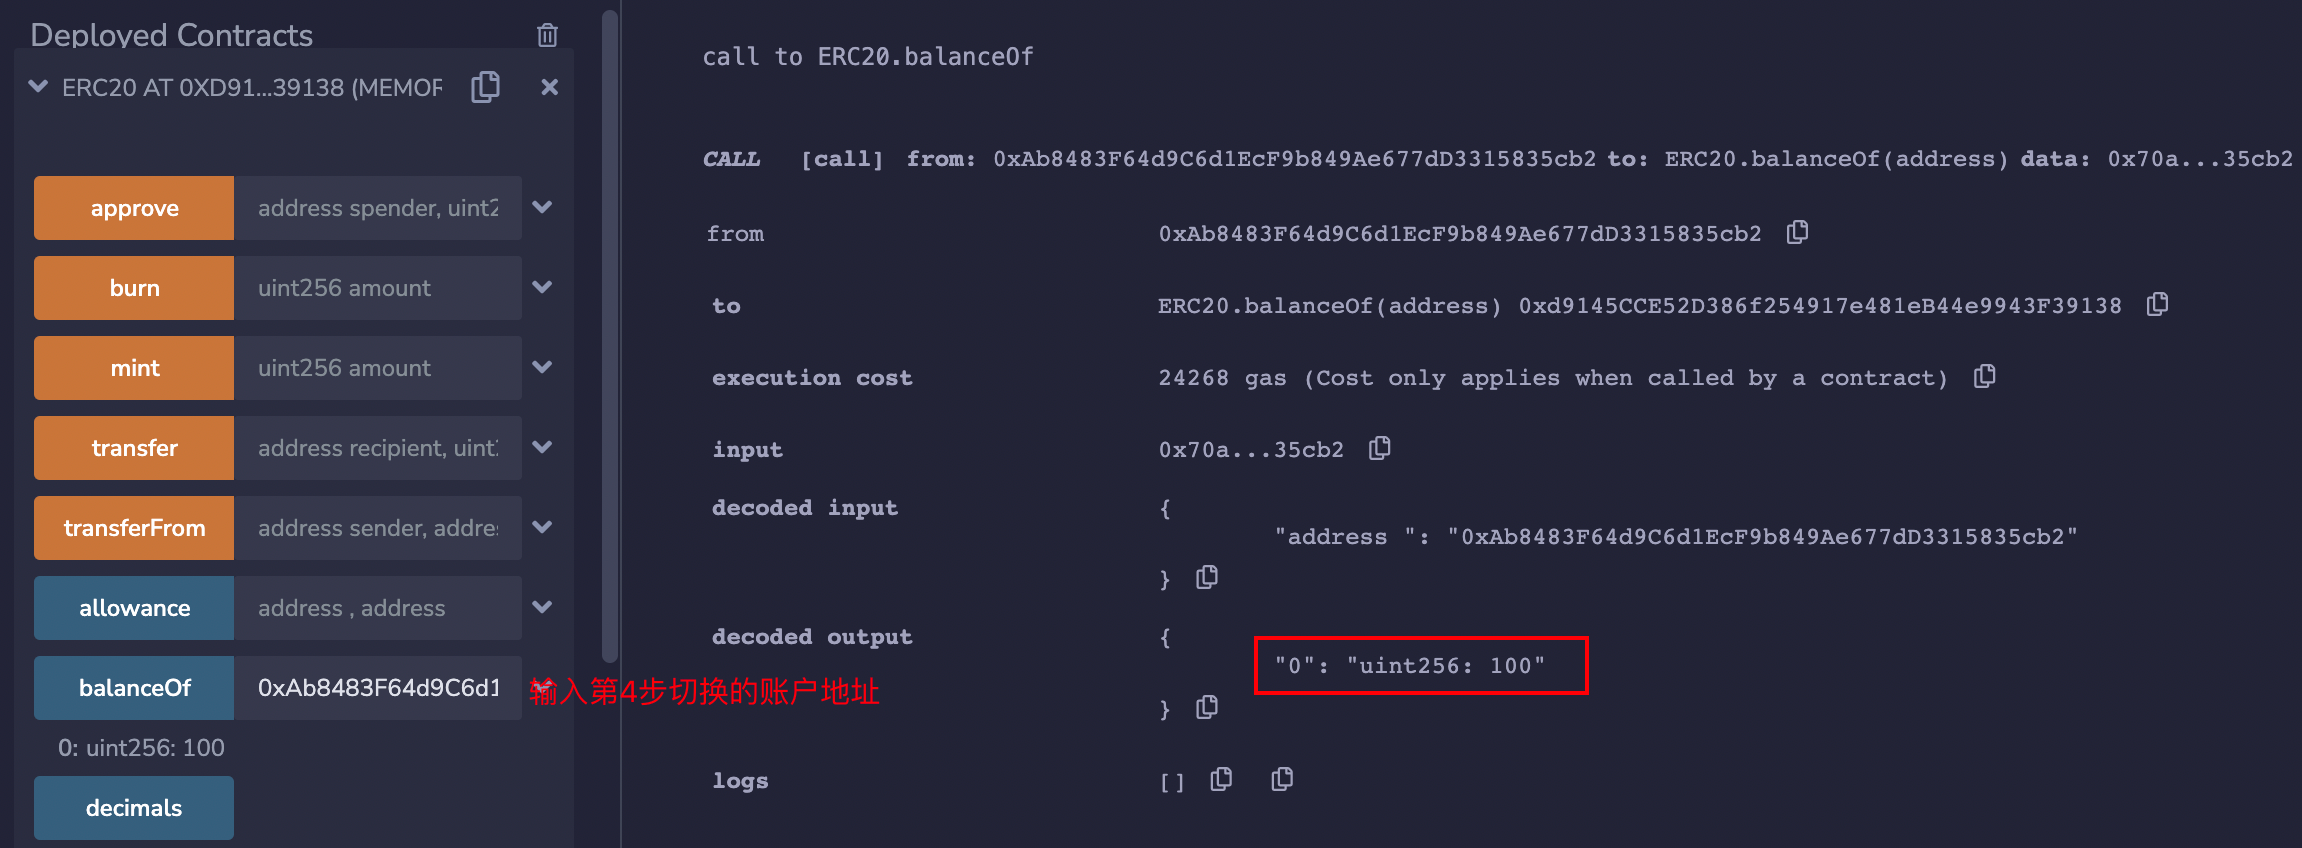 Deployed Contracts
ERC20 AT 0XD91...39138 (MEMOR
approve address spender, uint2
burn uint256 amount
mint uint256 amount
transfer address recipient, uint
transferFrom address sender, addre
allowance address , address
balanceOf 0xAb8483F64d9C6d1
输入第4步切换的账户地址
0: uint256: 100
decimals
call to ERC20.balanceOf
CALL [call] from: 0xAb8483F64d9C6d1EcF9b849Ae677dD3315835cb2 to: ERC20.balanceOf(address) data: 0x70a...35cb2
from 0xAb8483F64d9C6d1EcF9b849Ae677dD3315835cb2
to ERC20.balanceOf(address) 0xd9145CCE52D386f254917e481eB44e9943F39138
execution cost 24268 gas (Cost only applies when called by a contract)
input 0x70a...35cb2
decoded input {
"address ": "0xAb8483F64d9C6d1EcF9b849Ae677dD3315835cb2"
}
decoded output {
"0": "uint256: 100"
}
logs []